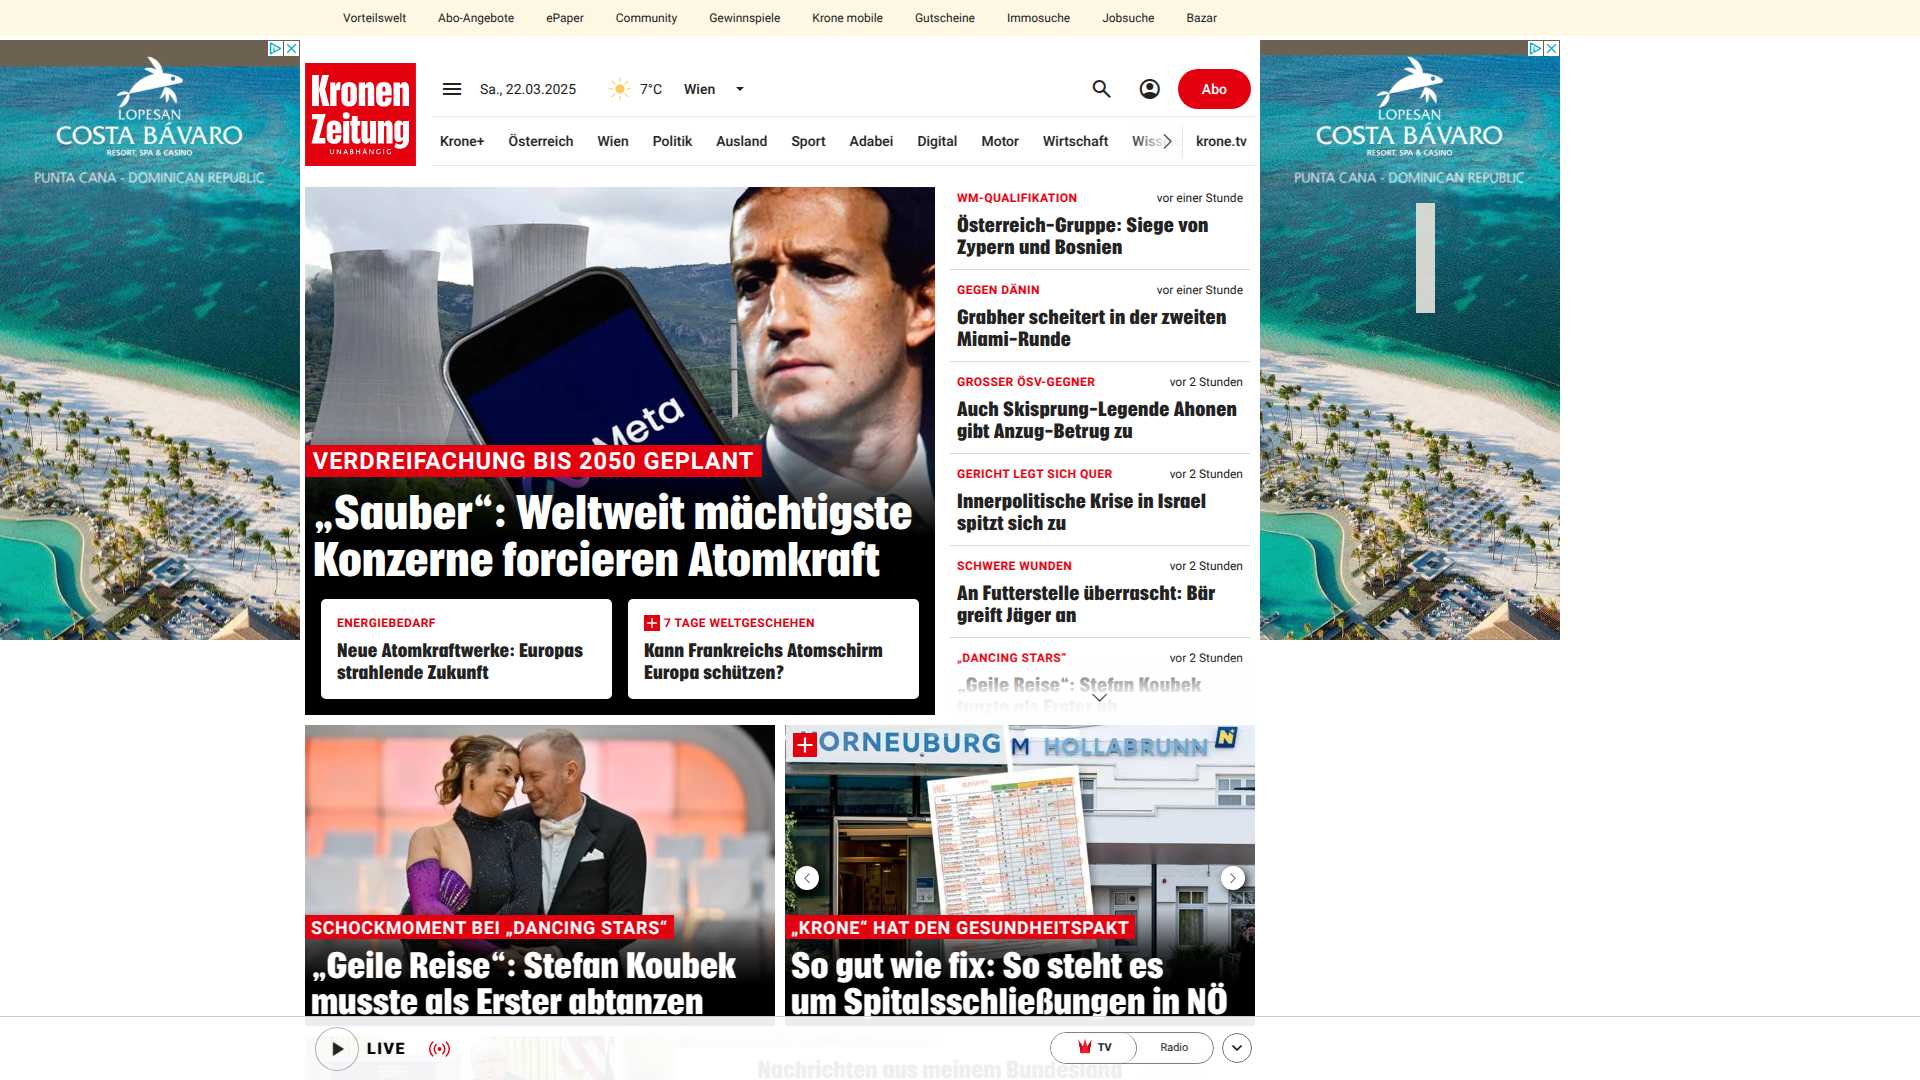 Vorteilswelt
Abo-Angebote
ePaper
Community
Gewinnspiele
Krone mobile
Gutscheine
Immosuche
Jobsuche
Bazar
LOPESAN
COSTA BÁVARO
RESORT, SPA & CASINO
PUNTA CANA - DOMINICAN REPUBLIC
Kronen
Zeitung
UNABHÄNGIG
Sa., 22.03.2025
7°C
Wien
Abo
Krone+
Österreich
Wien
Politik
Ausland
Sport
Adabei
Digital
Motor
Wirtschaft
Wiss
krone.tv
Meta
VERDREIFACHUNG BIS 2050 GEPLANT
„Sauber“: Weltweit mächtigste
Konzerne forcieren Atomkraft
ENERGIEBEDARF
Neue Atomkraftwerke: Europas
strahlende Zukunft
7 TAGE WELTGESCHEHEN
Kann Frankreichs Atomschirm
Europa schützen?
WM-QUALIFIKATION
vor einer Stunde
Österreich-Gruppe: Siege von
Zypern und Bosnien
GEGEN DÄNIN
vor einer Stunde
Grabher scheitert in der zweiten
Miami-Runde
GROSSER ÖSV-GEGNER
vor 2 Stunden
Auch Skisprung-Legende Ahonen
gibt Anzug-Betrug zu
GERICHT LEGT SICH QUER
vor 2 Stunden
Innerpolitische Krise in Israel
spitzt sich zu
SCHWERE WUNDEN
vor 2 Stunden
An Futterstelle überrascht: Bär
greift Jäger an
„DANCING STARS“
vor 2 Stunden
„Geile Reise“: Stefan Koubek
tanzte als Erster ab
LOPESAN
COSTA BÁVARO
RESORT, SPA & CASINO
PUNTA CANA - DOMINICAN REPUBLIC
SCHOCKMOMENT BEI „DANCING STARS“
„Geile Reise“: Stefan Koubek
musste als Erster abtanzen
ORNEUBURG
M HOLLABRUNN
N
„KRONE“ HAT DEN GESUNDHEITSPAKT
So gut wie fix: So steht es
um Spitalsschließungen in NÖ
LIVE
TV
Radio
Nachrichten aus meinem Bundesland